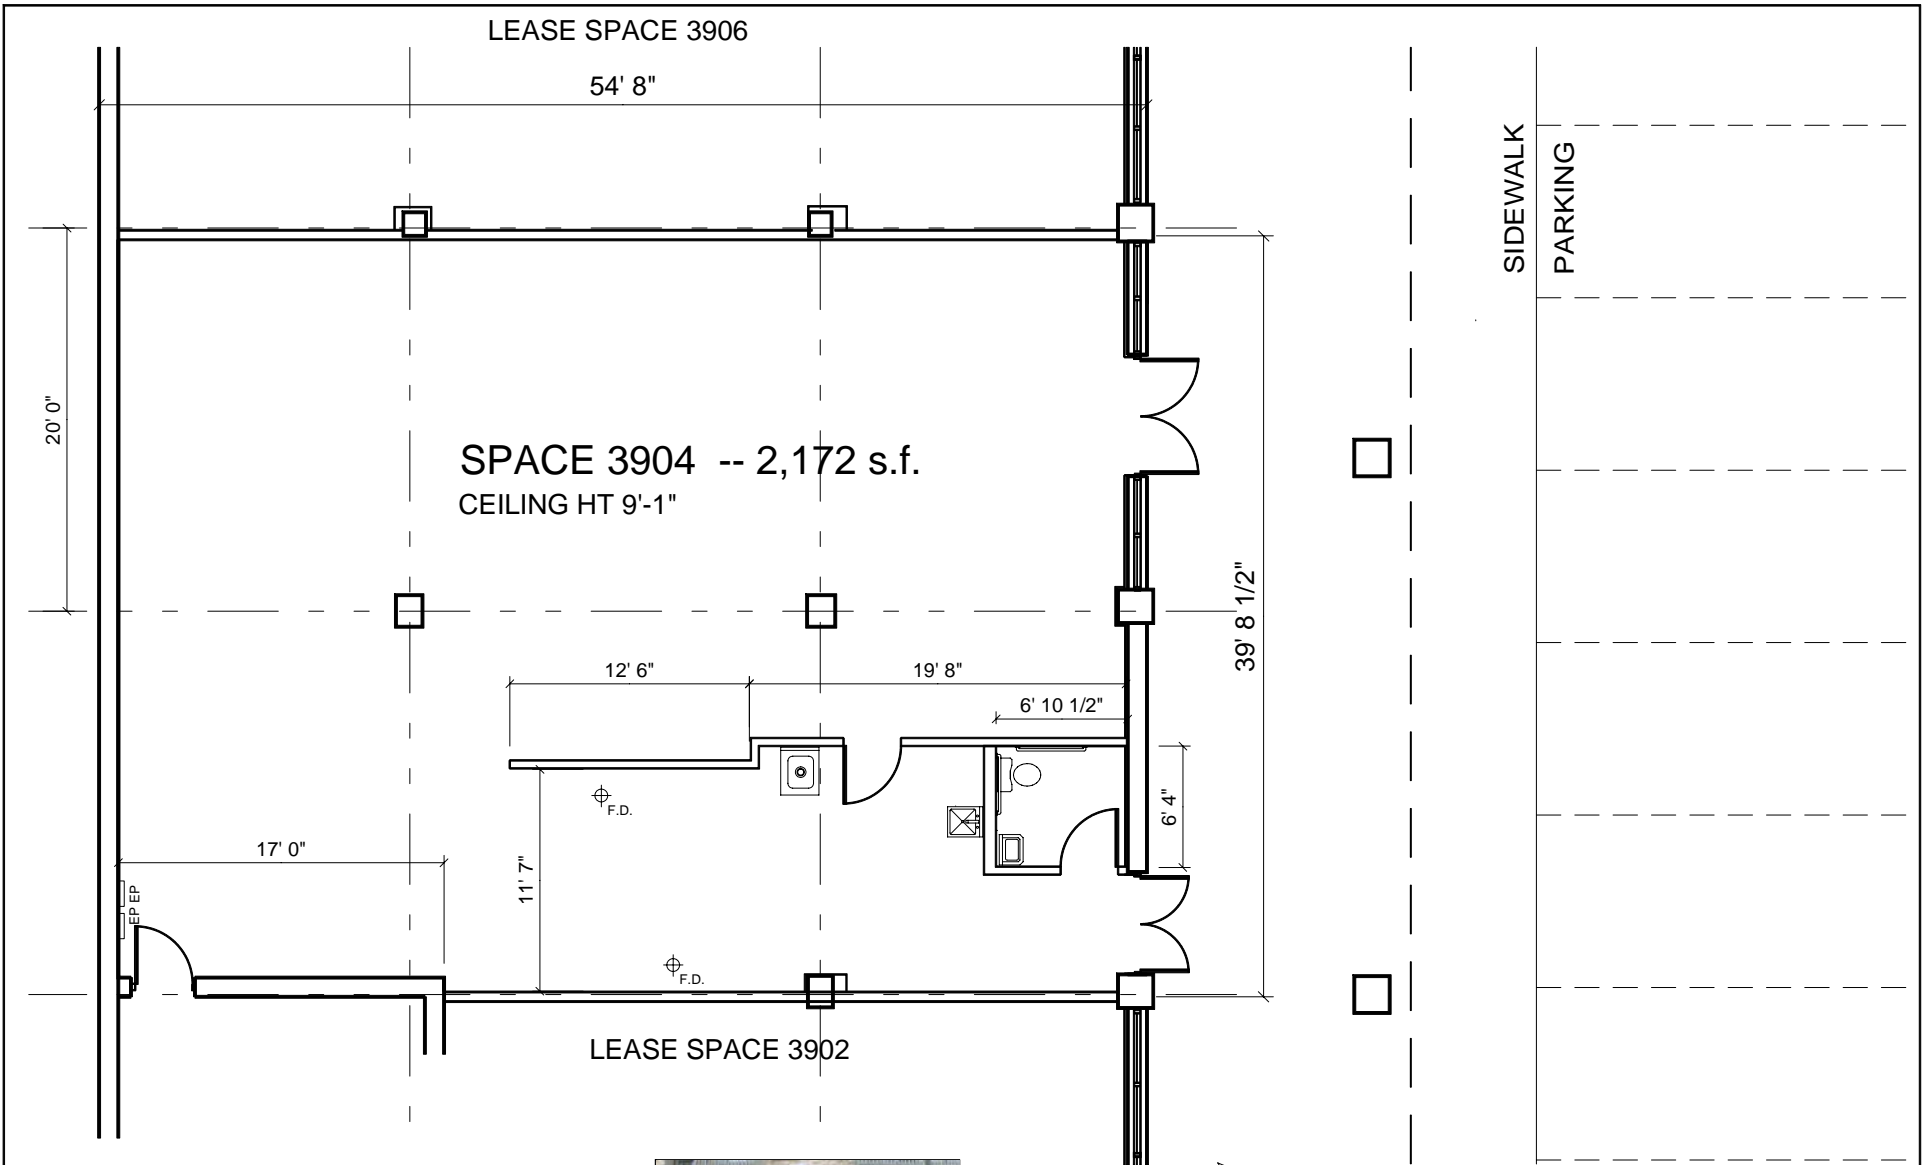 LEASE SPACE 3906
54' 8"
SIDEWALK
PARKING
20' 0"
SPACE 3904 -- 2,172 s.f.
CEILING HT 9'-1"
39' 8 1/2"
12' 6"
19' 8"
6' 10 1/2"
6' 4"
F.D.
17' 0"
11' 7"
EP EP
F.D.
LEASE SPACE 3902